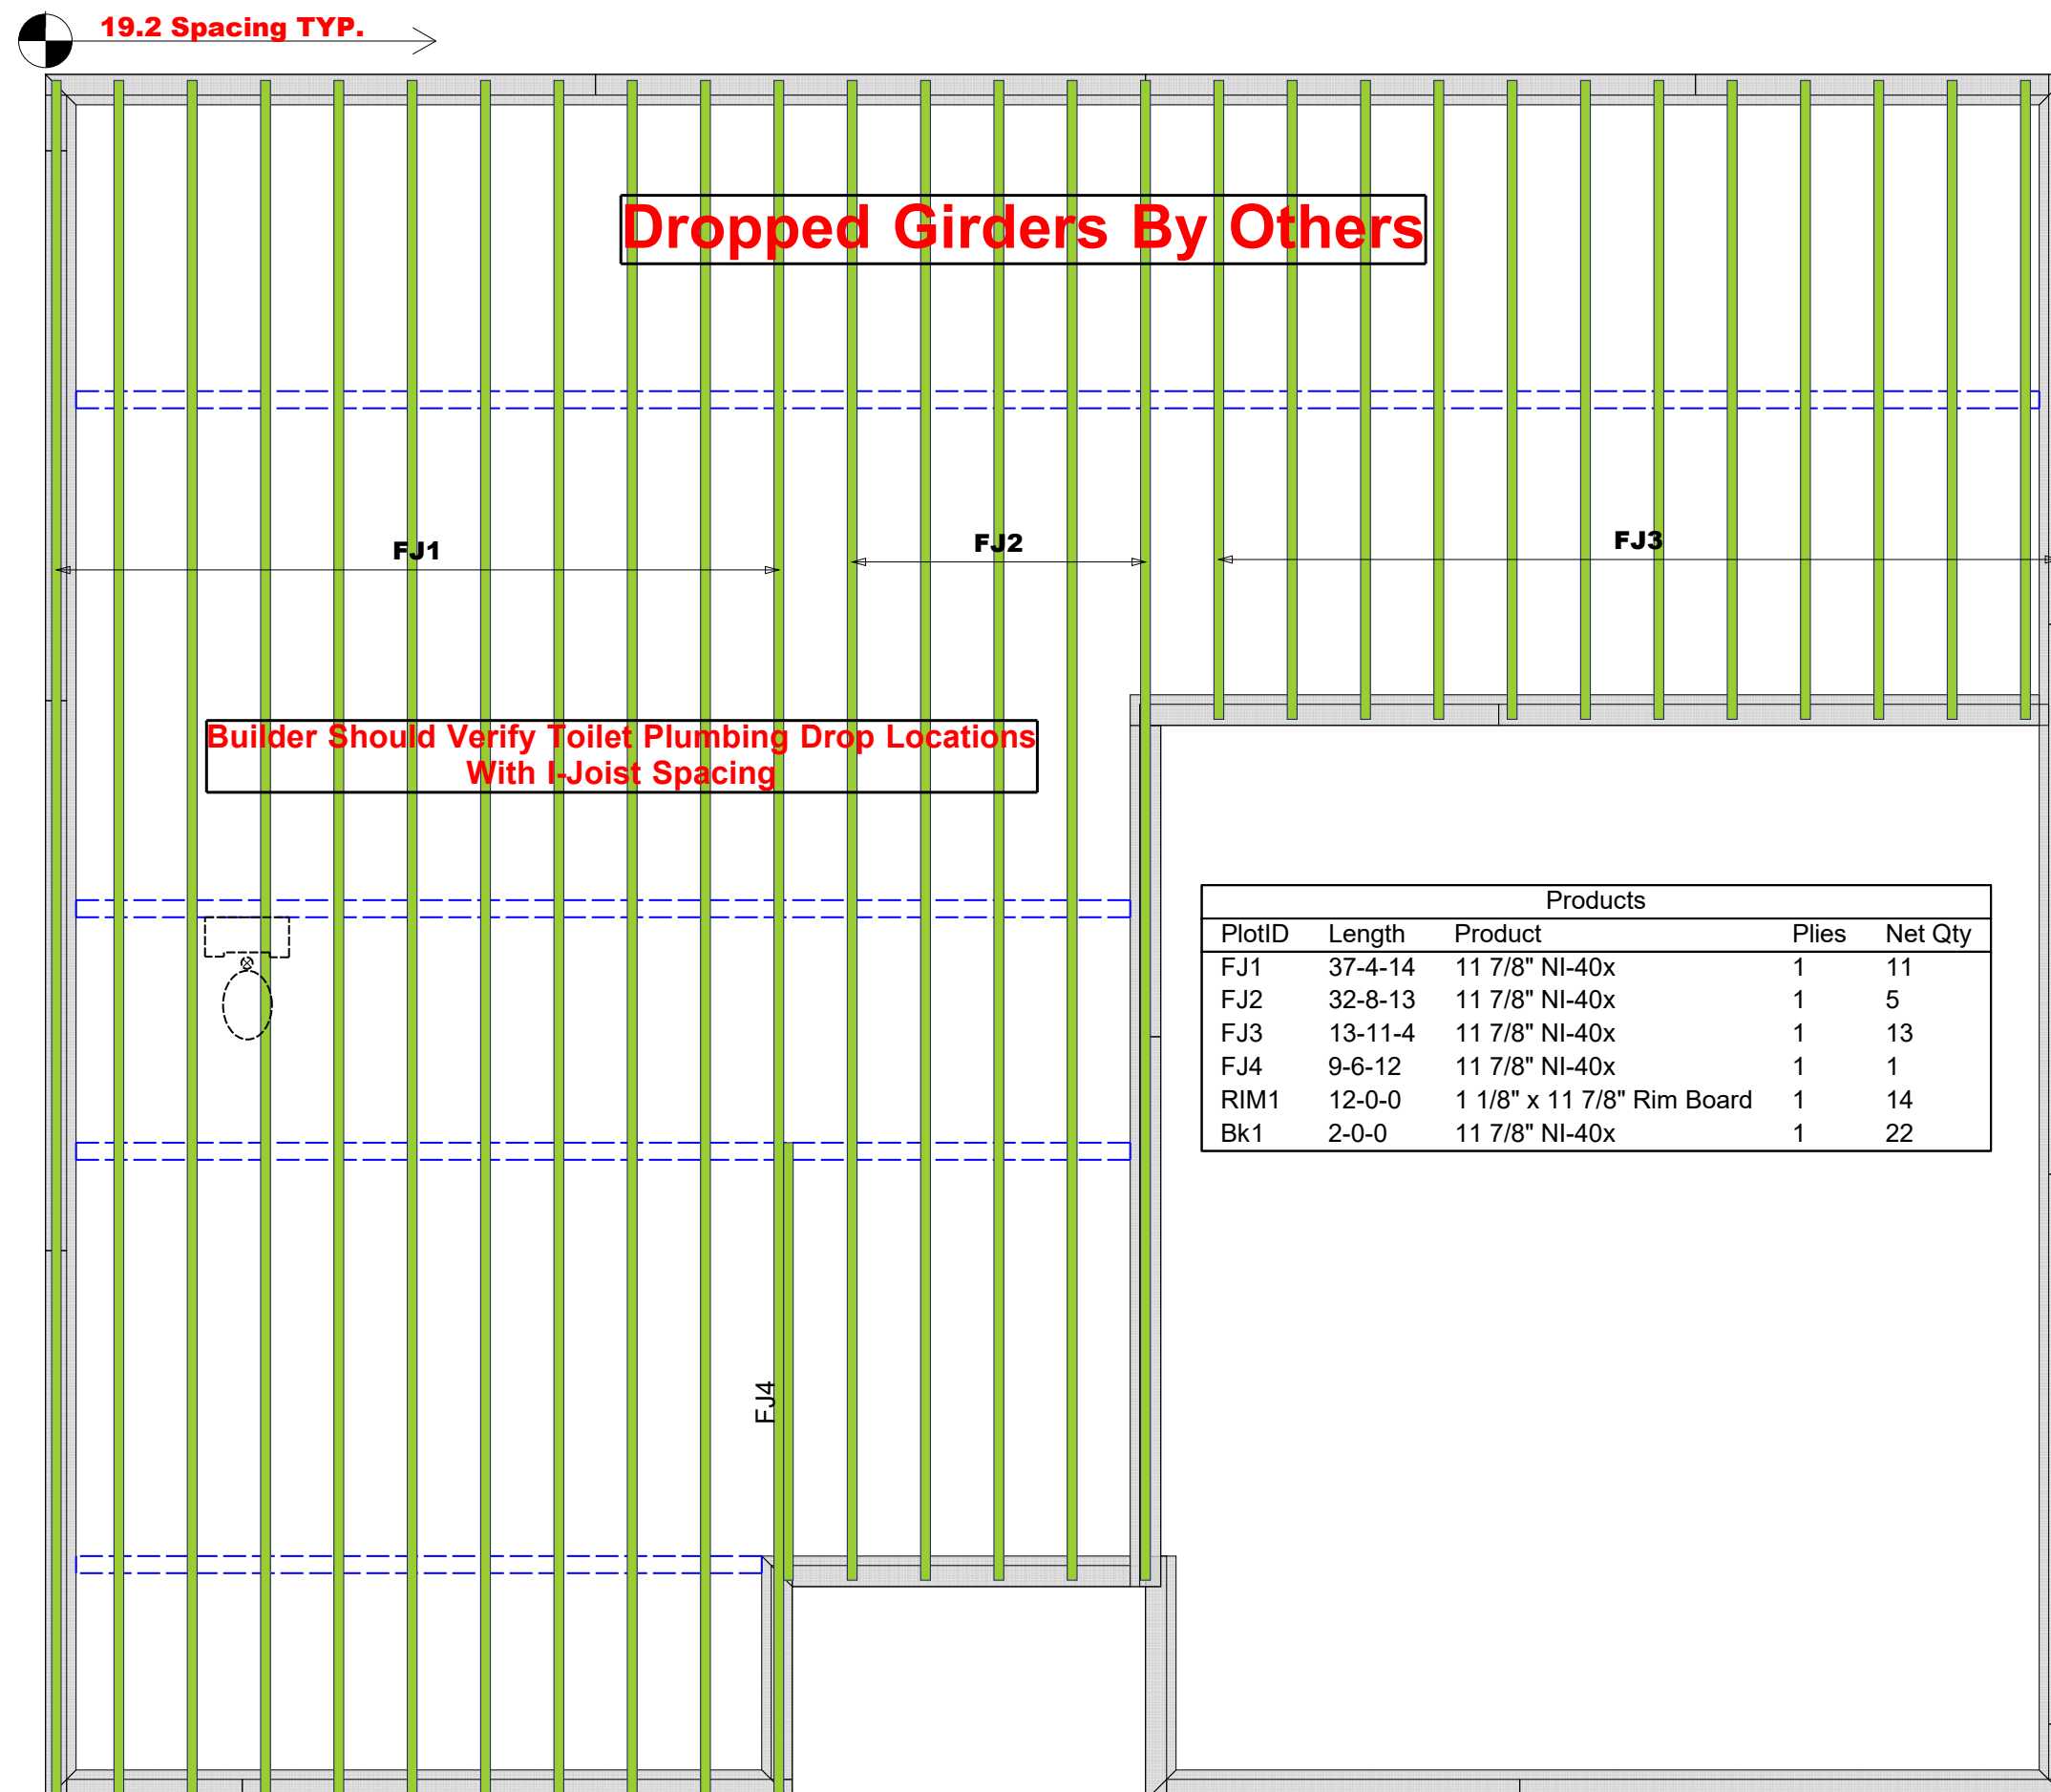 19.2 Spacing TYP.
Dropped Girders By Others
FJ1
FJ2
FJ3
Builder Should Verify Toilet Plumbing Drop Locations
With I-Joist Spacing
Products
PlotID Length Product Plies Net Qty
FJ1 37-4-14 11 7/8" NI-40x 1 11
FJ2 32-8-13 11 7/8" NI-40x 1 5
FJ3 13-11-4 11 7/8" NI-40x 1 13
FJ4 9-6-12 11 7/8" NI-40x 1 1
RIM1 12-0-0 1 1/8" x 11 7/8" Rim Board 1 14
Bk1 2-0-0 11 7/8" NI-40x 1 22
FJ4